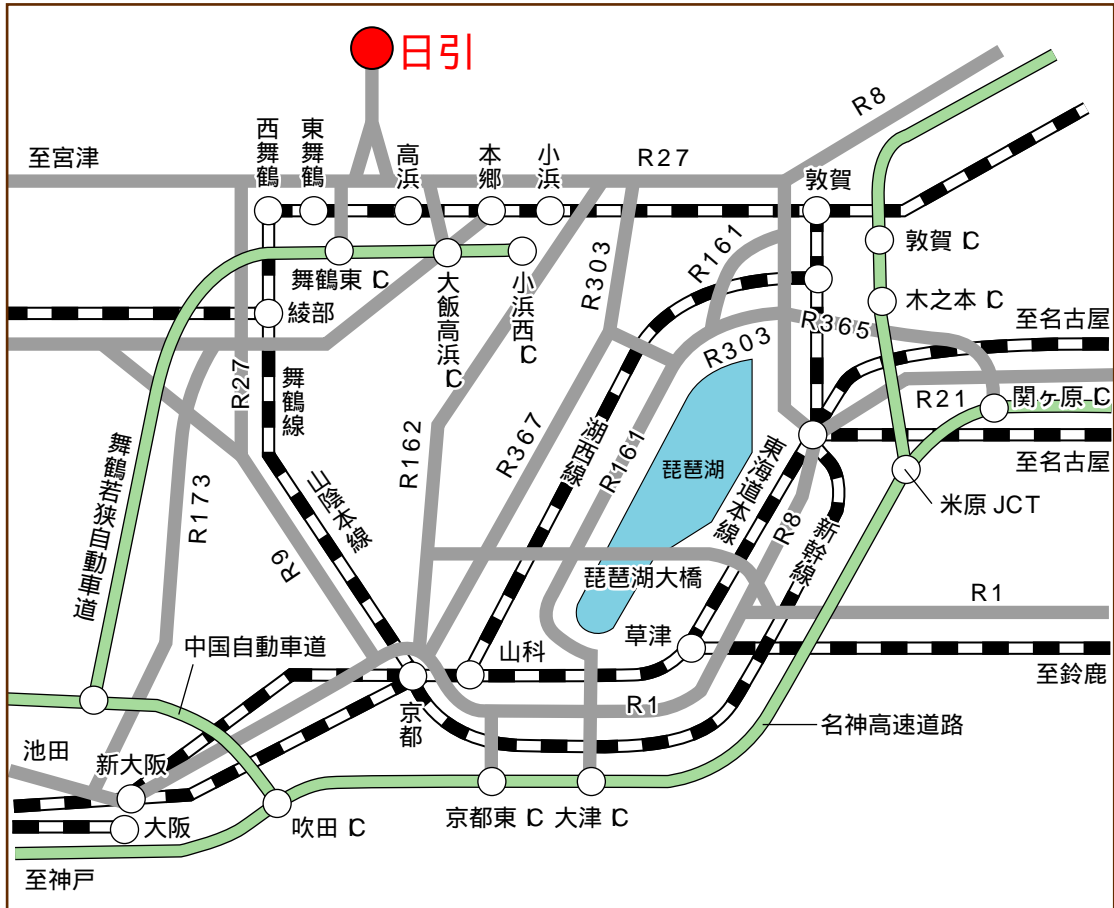 日引
R8
西舞鶴
東舞鶴
高浜
本郷
小浜
R27
至宮津
敦賀
R161
R303
敦賀 IC
舞鶴東 IC
大飯高浜IC
小浜西IC
木之本 IC
綾部
至名古屋
R365
R303
R27
舞鶴線
R21
関ヶ原 IC
R162
R367
湖西線
R161
琵琶湖
東海道本線
至名古屋
舞鶴若狭自動車道
R173
山陰本線
米原 JCT
R8
新幹線
R9
琵琶湖大橋
R1
中国自動車道
山科
草津
至鈴鹿
京都
R1
名神高速道路
池田
新大阪
大阪
吹田 IC
京都東 IC
大津 IC
至神戸